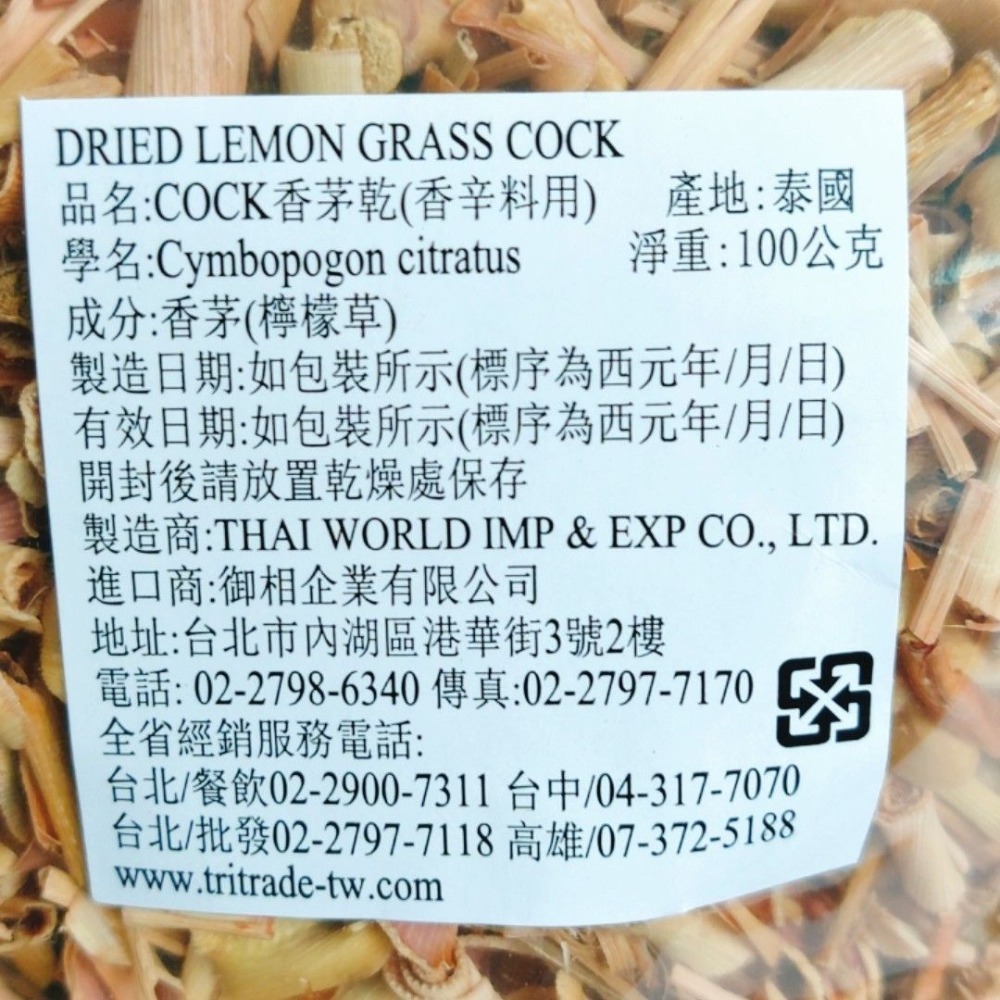 DRIED LEMON GRASS COCK
品名:COCK香茅乾(香辛料用) 產地:泰國
學名:Cymbopogon citratus 淨重:100公克
成分:香茅(檸檬草)
製造日期:如包裝所示(標序為西元年/月/日)
有效日期:如包裝所示(標序為西元年/月/日)
開封後請放置乾燥處保存
製造商:THAI WORLD IMP & EXP CO., LTD.
進口商:御相企業有限公司
地址:台北市內湖區港華街3號2樓
電話: 02-2798-6340 傳真:02-2797-7170
全省經銷服務電話:
台北/餐飲02-2900-7311 台中/04-317-7070
台北/批發02-2797-7118 高雄/07-372-5188
www.tritrade-tw.com